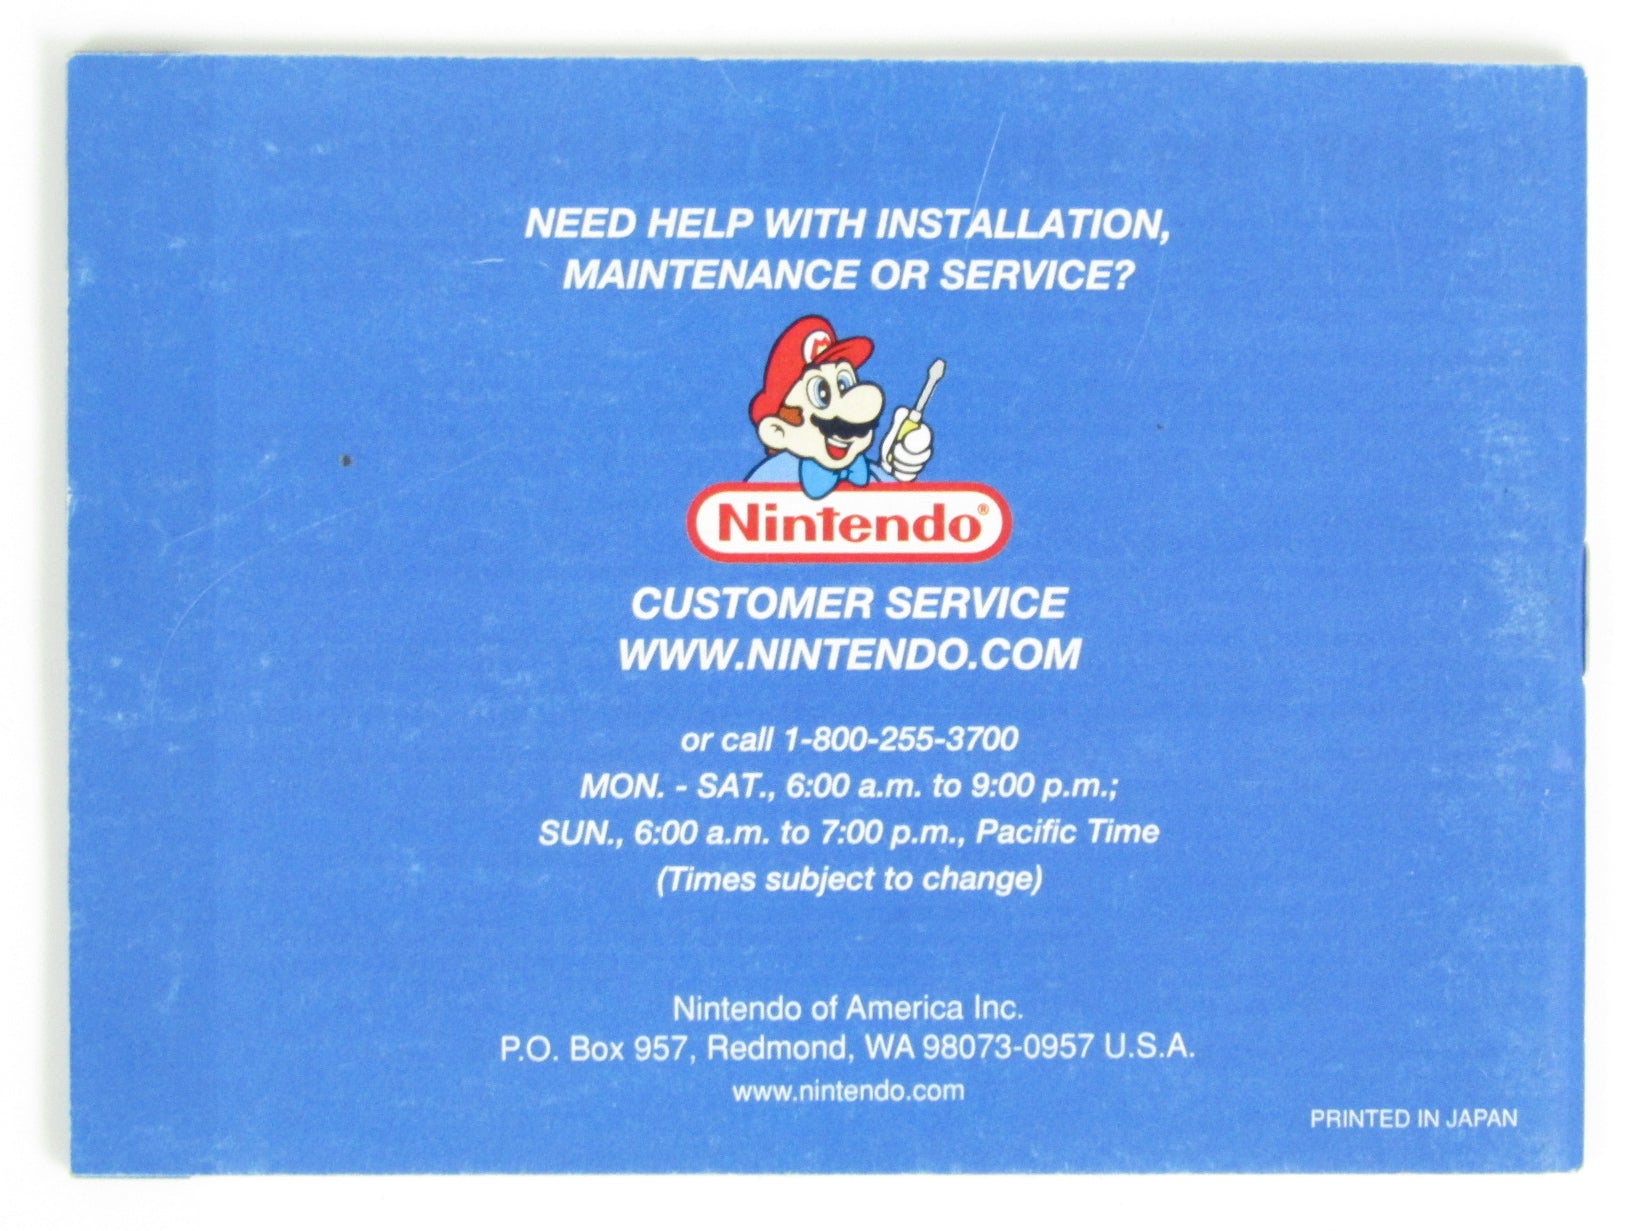 NEED HELP WITH INSTALLATION,
MAINTENANCE OR SERVICE?
M
Nintendo®
CUSTOMER SERVICE
WWW.NINTENDO.COM
or call 1-800-255-3700
MON. - SAT., 6:00 a.m. to 9:00 p.m.;
SUN., 6:00 a.m. to 7:00 p.m., Pacific Time
(Times subject to change)
Nintendo of America Inc.
P.O. Box 957, Redmond, WA 98073-0957 U.S.A.
www.nintendo.com
PRINTED IN JAPAN